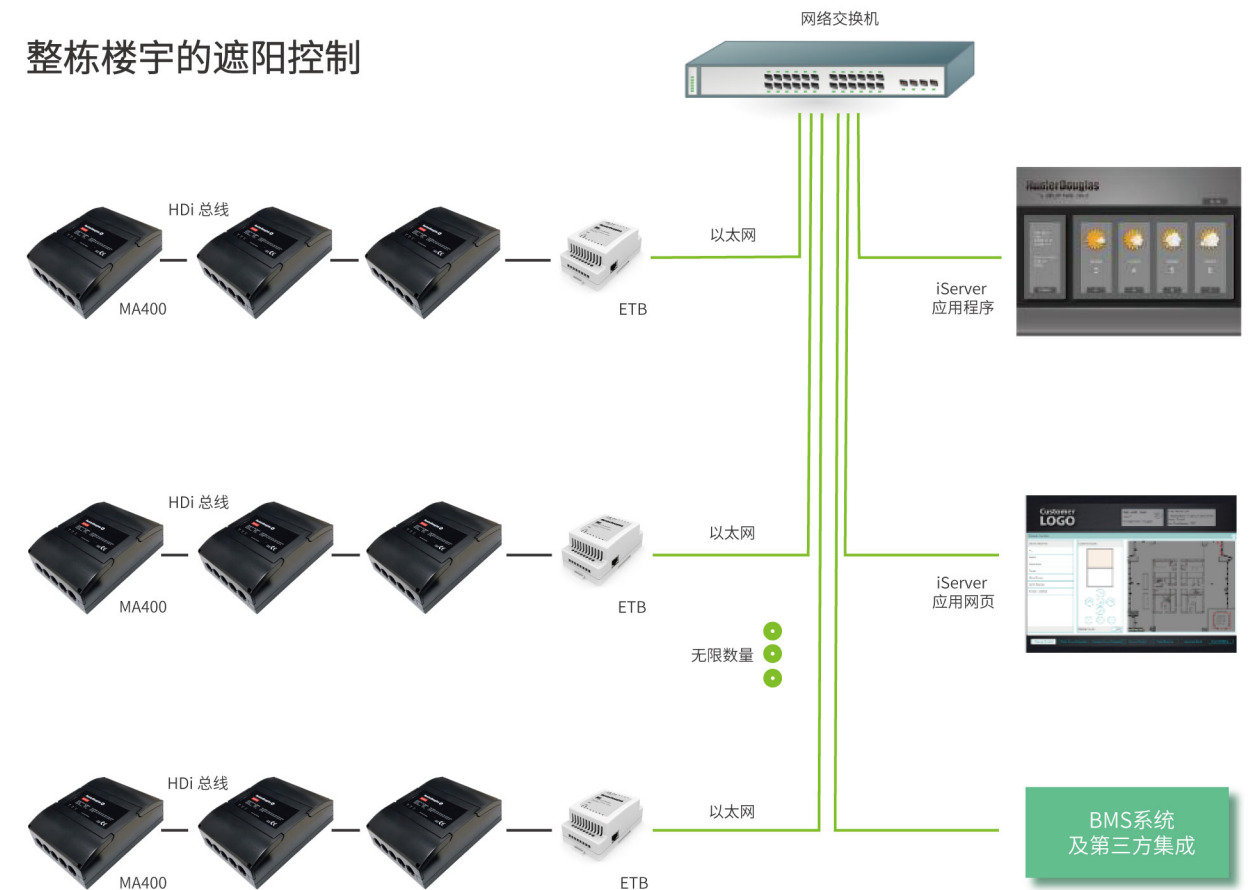 网络交换机
整栋楼宇的遮阳控制
HDi 总线
MA400
ETB
以太网
iServer
应用程序
HunterDouglas
HDi 总线
MA400
ETB
以太网
iServer
应用网页
Customer
LOGO
无限数量
HDi 总线
MA400
ETB
以太网
BMS系统
及第三方集成